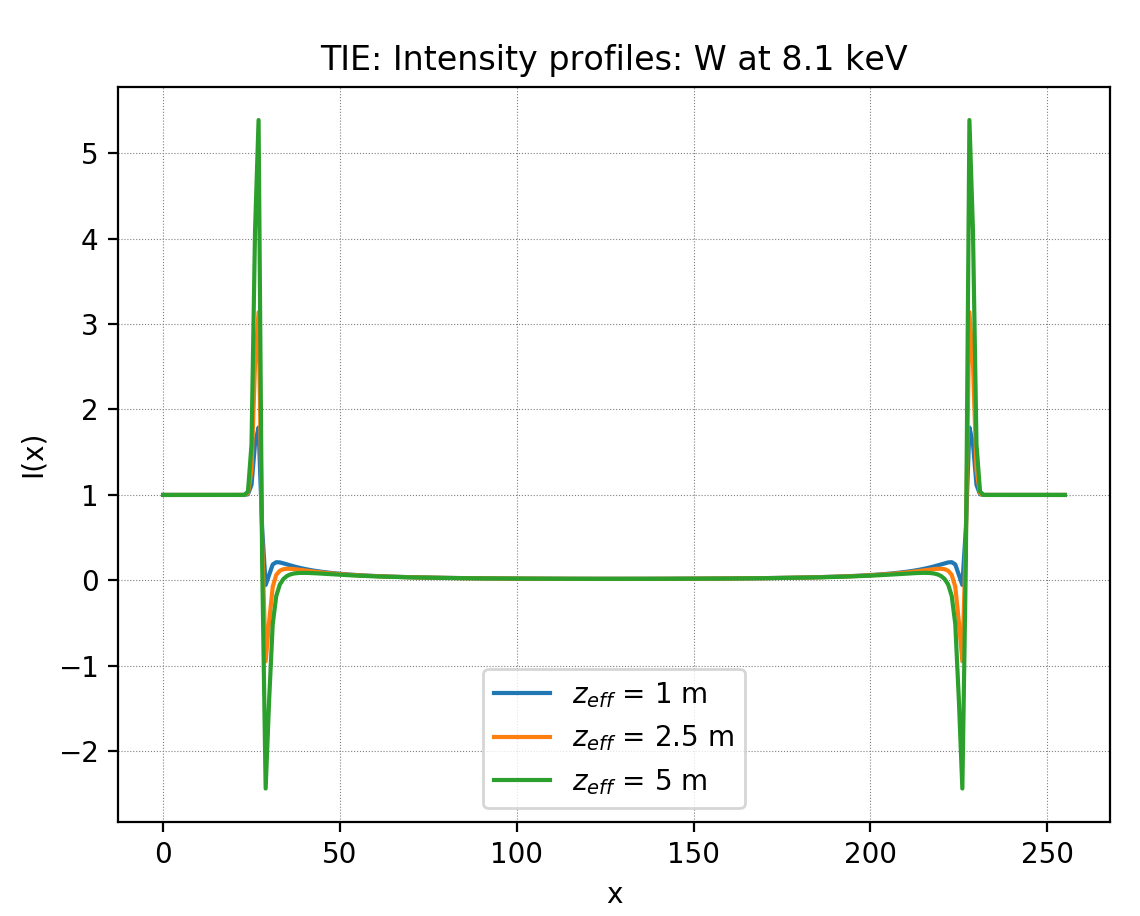 TIE: Intensity profiles: W at 8.1 keV
I(x)
5
4
3
2
1
0
−1
−2
z_eff = 1 m
z_eff = 2.5 m
z_eff = 5 m
0 50 100 150 200 250
x